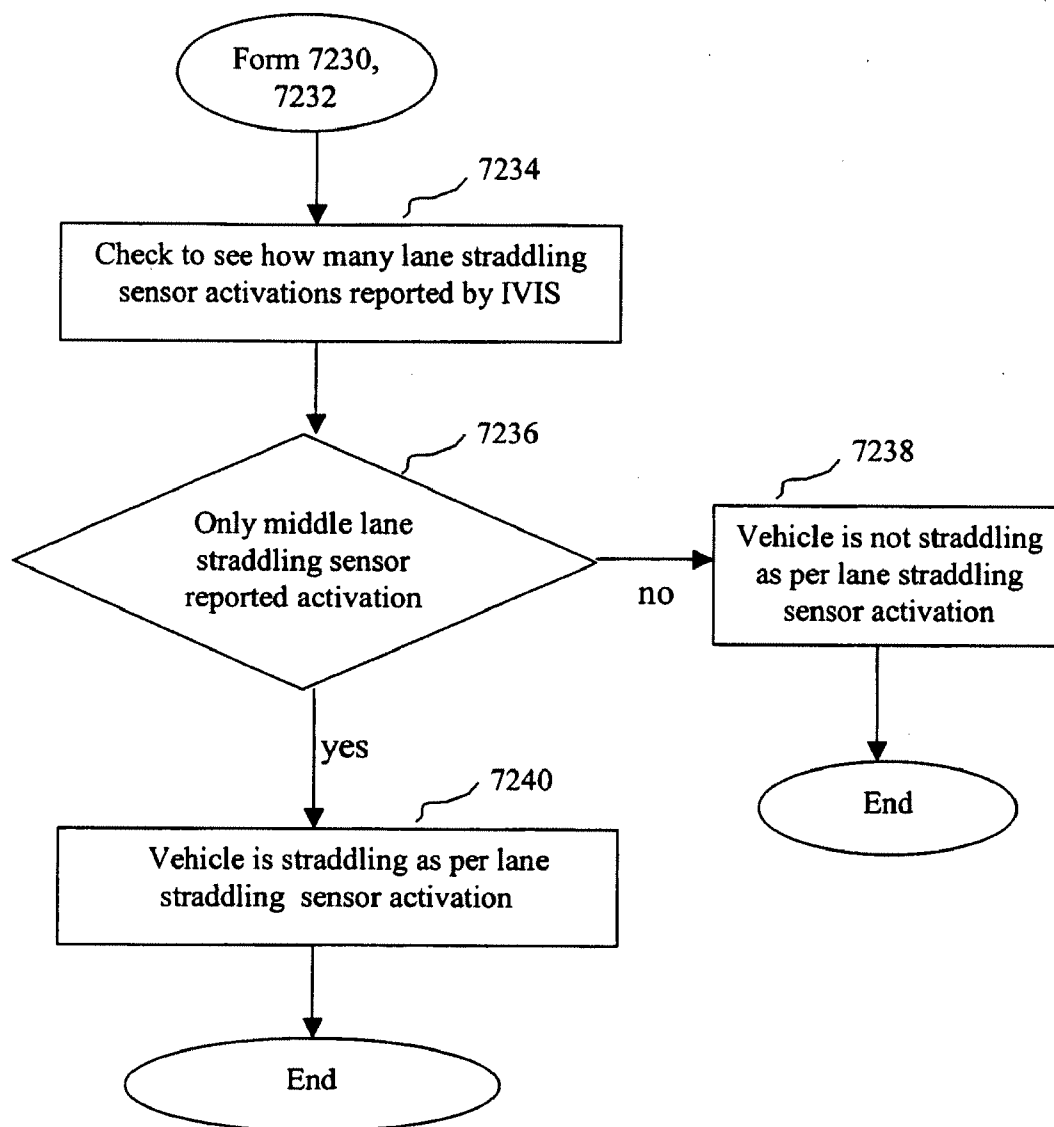 Form 7230,
7232
7234
Check to see how many lane straddling
sensor activations reported by IVIS
7236
Only middle lane
straddling sensor
reported activation
no
7238
Vehicle is not straddling
as per lane straddling
sensor activation
End
yes
7240
Vehicle is straddling as per lane
straddling sensor activation
End